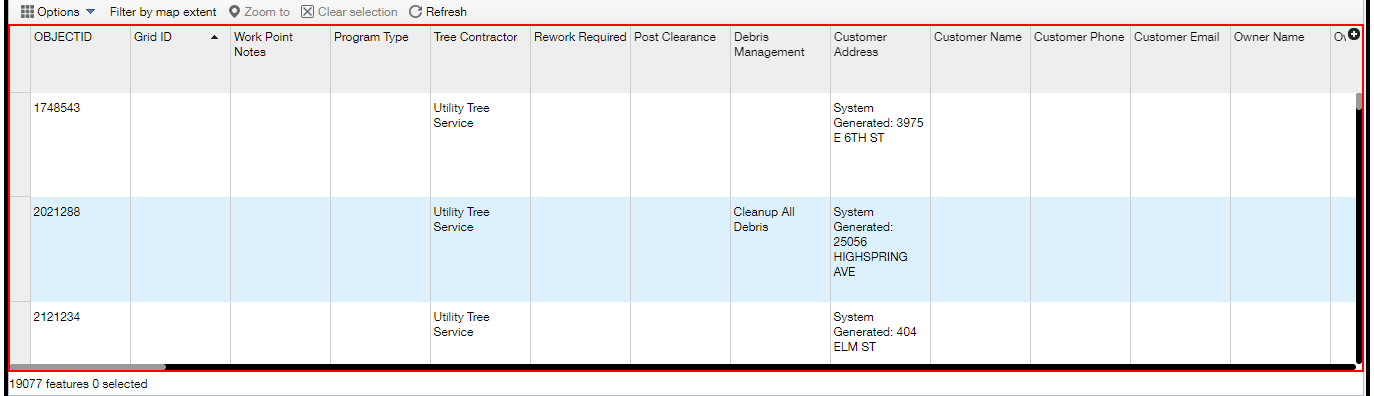 Options Filter by map extent Zoom to Clear selection Refresh
OBJECTID Grid ID Work Point Notes Program Type Tree Contractor Rework Required Post Clearance Debris Management Customer Address Customer Name Customer Phone Customer Email Owner Name
1748543 Utility Tree Service System Generated: 3975 E 6TH ST
2021288 Utility Tree Service Cleanup All Debris System Generated: 25056 HIGHSPRING AVE
2121234 Utility Tree Service System Generated: 404 ELM ST
19077 features 0 selected